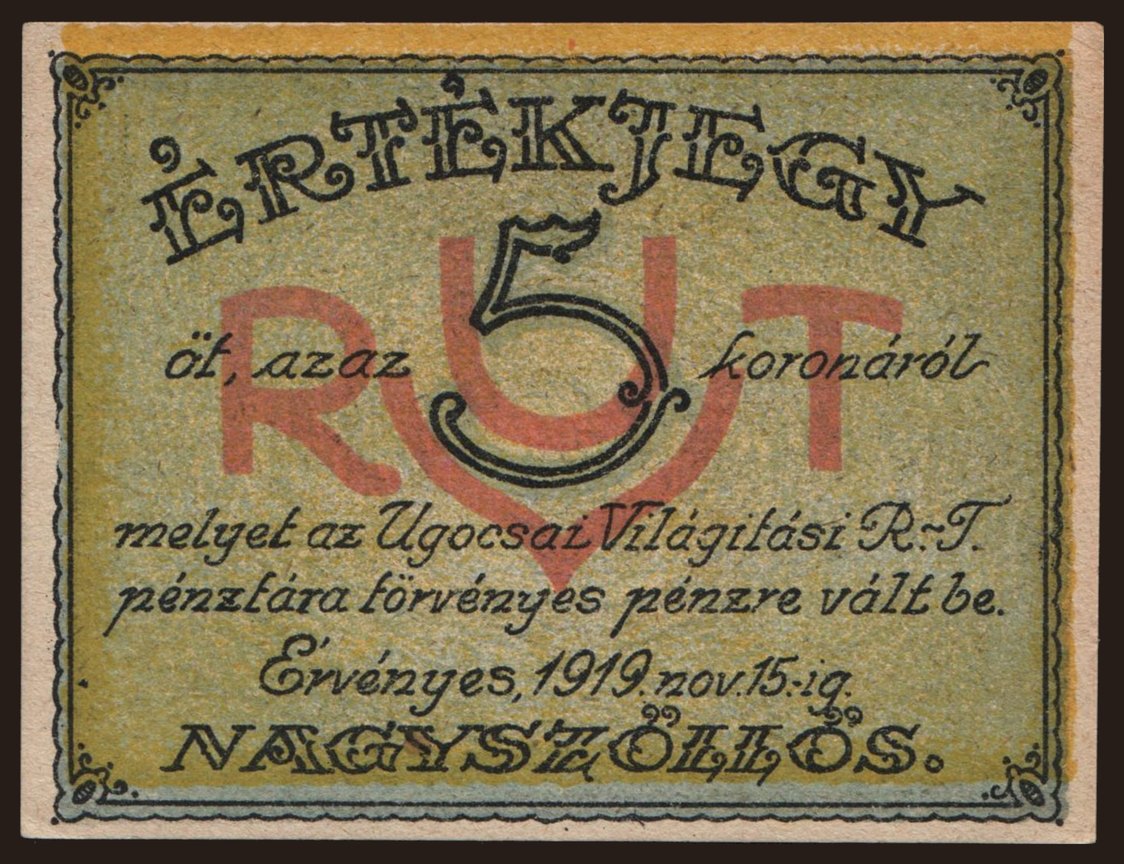 ÉRTÉKJEGY
RUVT
5
öt, azaz koronáról
melyet az Ugocsai Világitási R.-T.
pénztára törvényes pénzre vált be.
Érvényes, 1919. nov. 15.-ig.
NAGYSZŐLLŐS.